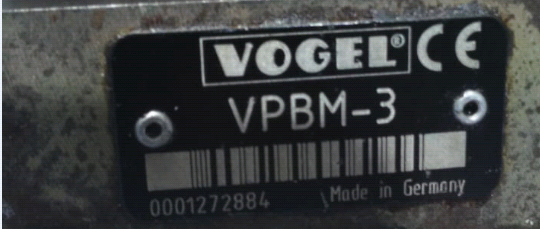 VOGEL® CE
VPBM-3
0001272884 Made in Germany